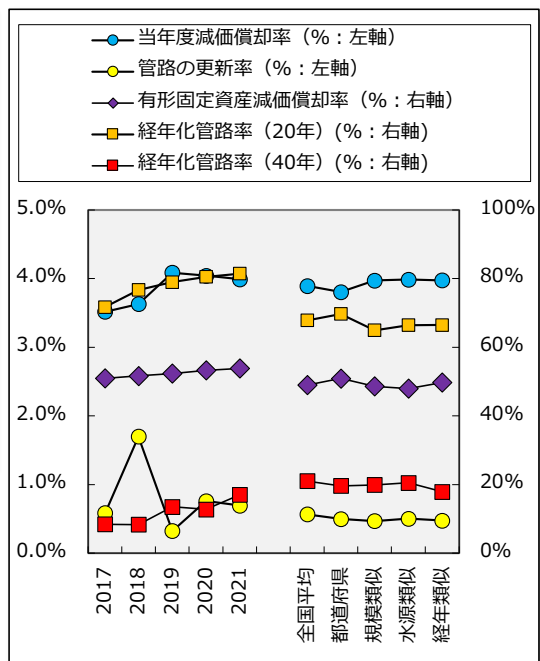 当年度減価償却率（%：左軸）
管路の更新率（%：左軸）
有形固定資産減価償却率（%：右軸）
経年化管路率（20年）(%：右軸)
経年化管路率（40年）(%：右軸)
5.0%
100%
4.0%
80%
3.0%
60%
2.0%
40%
1.0%
20%
0.0%
0%
2017
2018
2019
2020
2021
全国平均
都道府県
規模類似
水源類似
経年類似